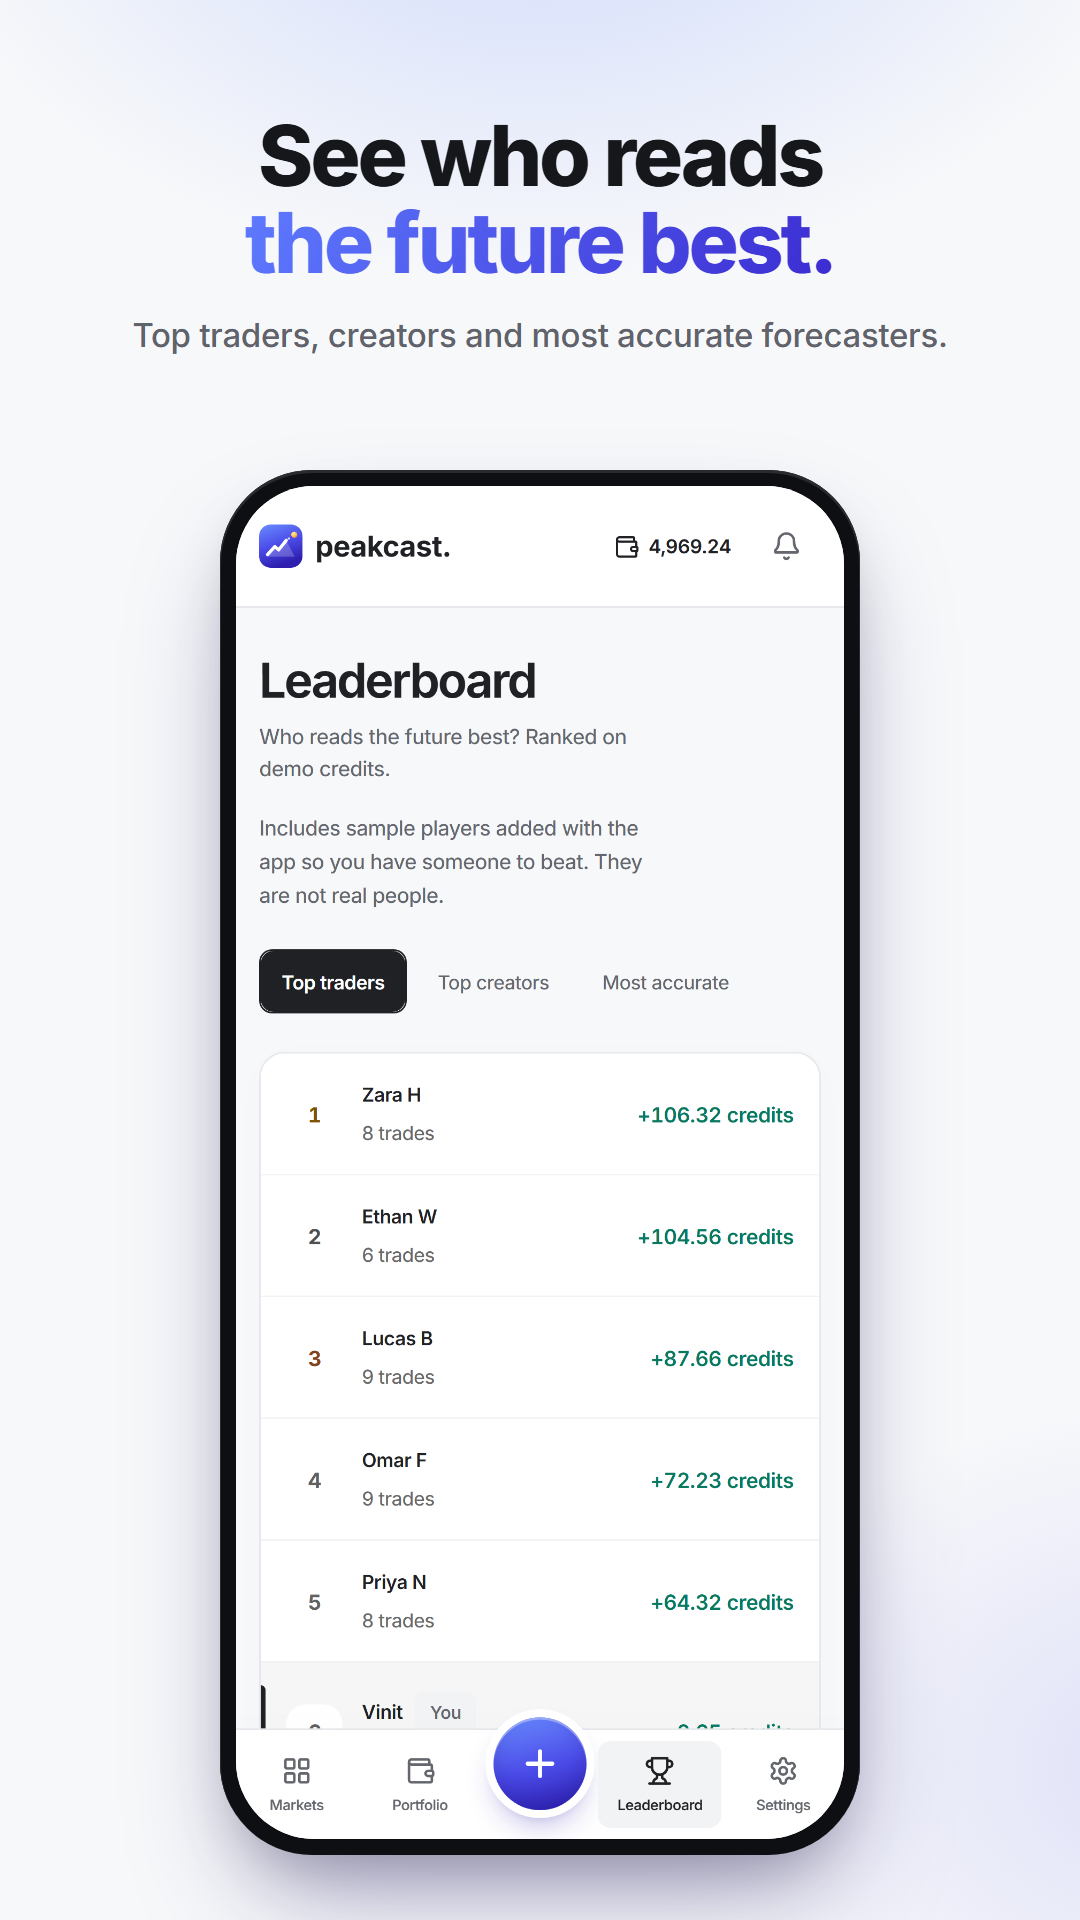 See who reads
the future best.
Top traders, creators and most accurate forecasters.
peakcast.
4,969.24
Leaderboard
Who reads the future best? Ranked on
demo credits.
Includes sample players added with the
app so you have someone to beat. They
are not real people.
Top traders
Top creators
Most accurate
1
Zara H
8 trades
+106.32 credits
2
Ethan W
6 trades
+104.56 credits
3
Lucas B
9 trades
+87.66 credits
4
Omar F
9 trades
+72.23 credits
5
Priya N
8 trades
+64.32 credits
Vinit
You
Markets
Portfolio
Leaderboard
Settings